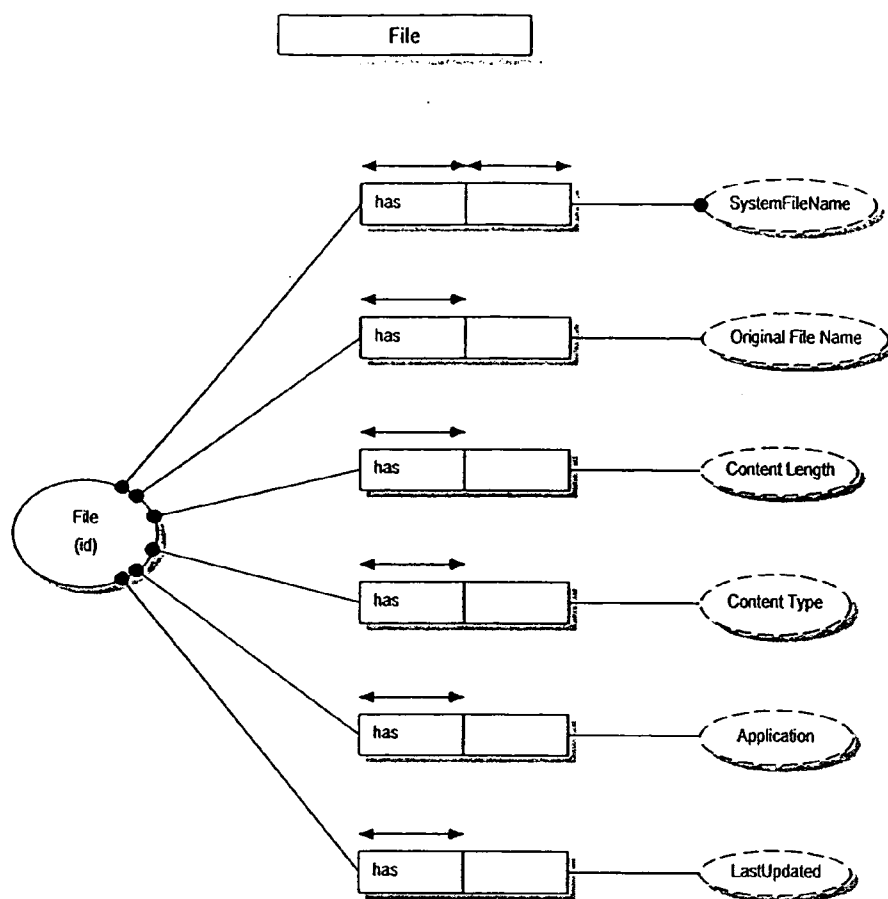 File
has
SystemFileName
has
Original File Name
has
Content Length
File
(id)
has
Content Type
has
Application
has
LastUpdated